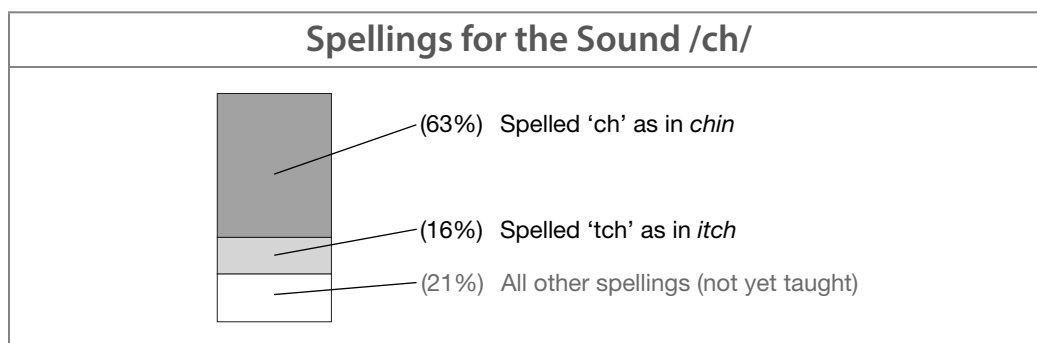 Spellings for the Sound /ch/
(63%) Spelled ‘ch’ as in chin
(16%) Spelled ‘tch’ as in itch
(21%) All other spellings (not yet taught)